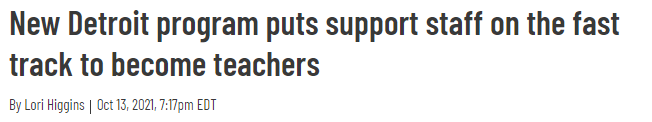 New Detroit program puts support staff on the fast
track to become teachers
By Lori Higgins | Oct 13, 2021, 7:17pm EDT